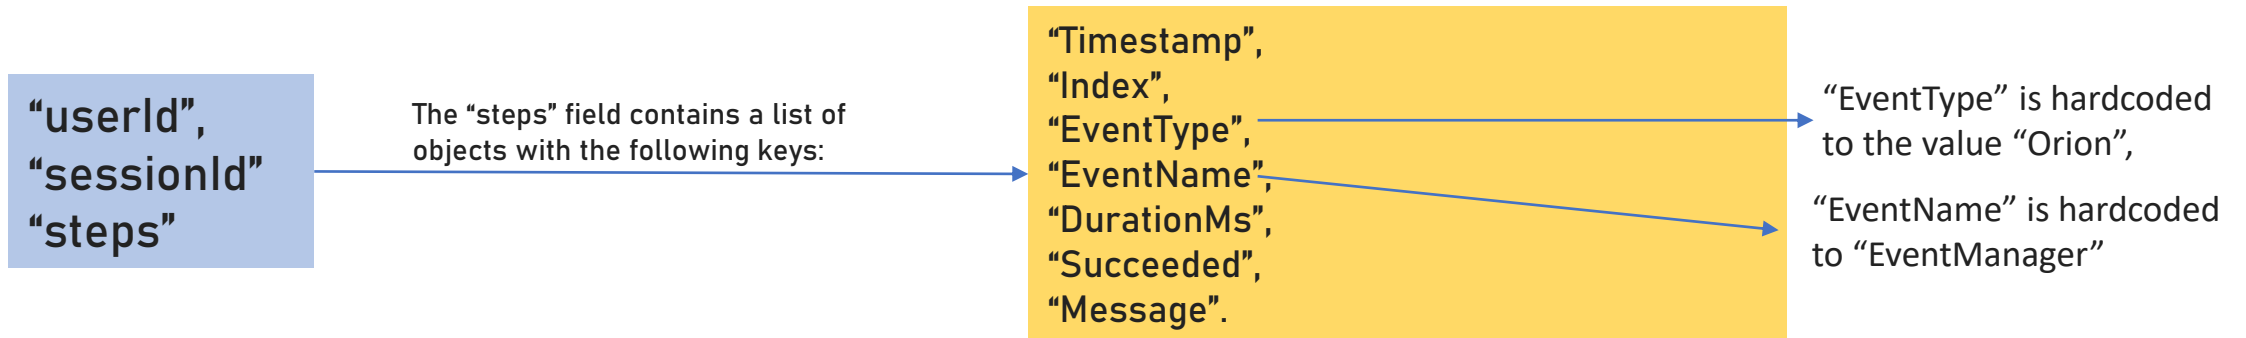 “userId”,
“sessionId”
“steps”
The “steps” field contains a list of
objects with the following keys:
“Timestamp”,
“Index”,
“EventType”,
“EventName”,
“DurationMs”,
“Succeeded”,
“Message”.
“EventType” is hardcoded
to the value “Orion”,
“EventName” is hardcoded
to “EventManager”